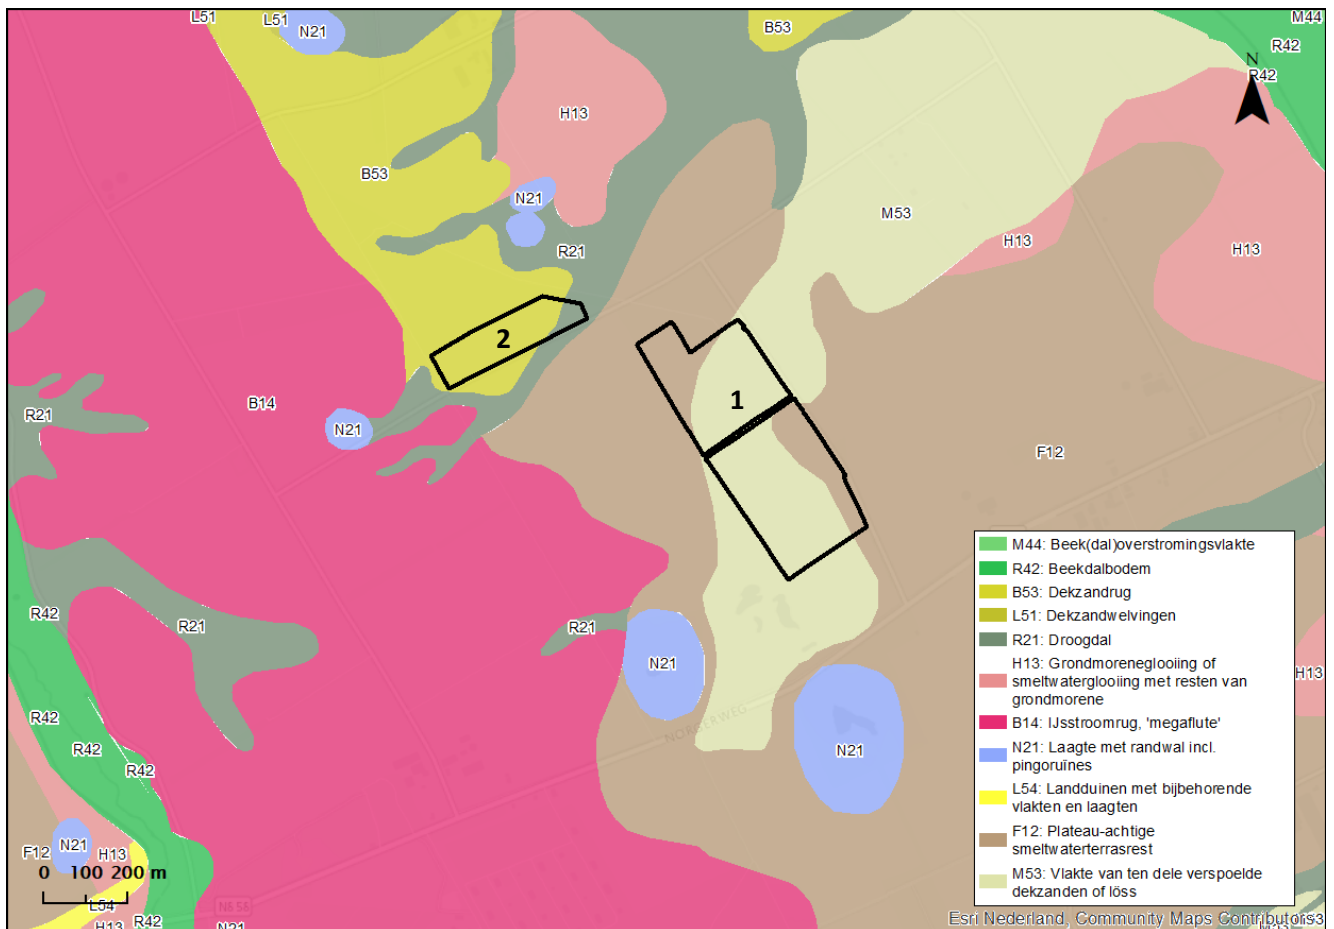 L51
L51
N21
B53
M44
R42
N
R42
H13
B53
N21
M53
R21
H13
H13
2
1
B14
R21
N21
F12
R42
R21
R21
N21
H13
NORGERWEG
N21
R42
R42
R42
F12
N21
H13
0 100 200 m
L54
H13
R42
N21
M44: Beek(dal)overstromingsvlakte
R42: Beekdalbodem
B53: Dekzandrug
L51: Dekzandwelvingen
R21: Droogdal
H13: Grondmoreneglooiing of
smeltwaterglooiing met resten van
grondmorene
B14: IJsstroomrug, 'megaflute'
N21: Laagte met randwal incl.
pingoruïnes
L54: Landduinen met bijbehorende
vlakten en laagten
F12: Plateau-achtige
smeltwaterterrasrest
M53: Vlakte van ten dele verspoelde
dekzanden of löss
Esri Nederland, Community Maps Contributors